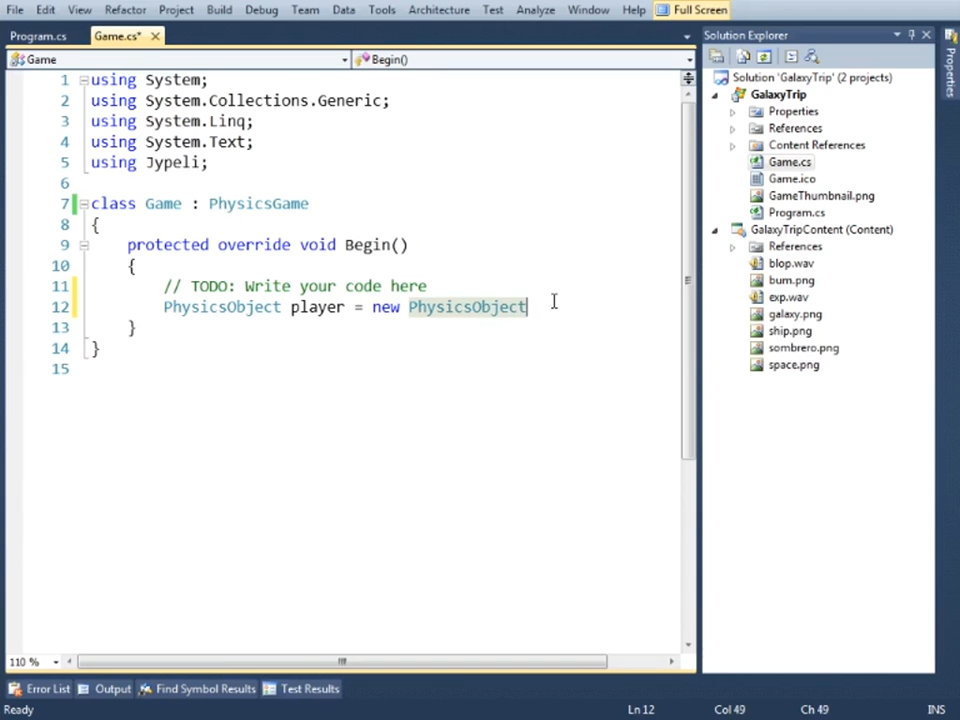 File Edit View Refactor Project Build Debug Team Data Tools Architecture Test Analyze Window Help Full Screen
Program.cs Game.cs*
Game Begin()
1 using System;
2 using System.Collections.Generic;
3 using System.Linq;
4 using System.Text;
5 using Jypeli;
6
7 class Game : PhysicsGame
8 {
9 protected override void Begin()
10 {
11 // TODO: Write your code here
12 PhysicsObject player = new PhysicsObject
13 }
14 }
15
110 %
Solution Explorer
Solution 'GalaxyTrip' (2 projects)
GalaxyTrip
Properties
References
Content References
Game.cs
Game.ico
GameThumbnail.png
Program.cs
GalaxyTripContent (Content)
References
blop.wav
bum.png
exp.wav
galaxy.png
ship.png
sombrero.png
space.png
Properties
Error List Output Find Symbol Results Test Results
Ready Ln 12 Col 49 Ch 49 INS